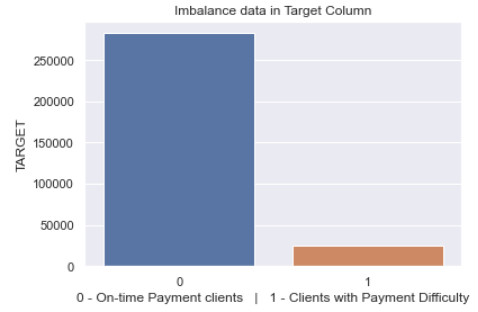 Imbalance data in Target Column
250000
200000
150000
100000
50000
0
TARGET
0 1
0 - On-time Payment clients | 1 - Clients with Payment Difficulty